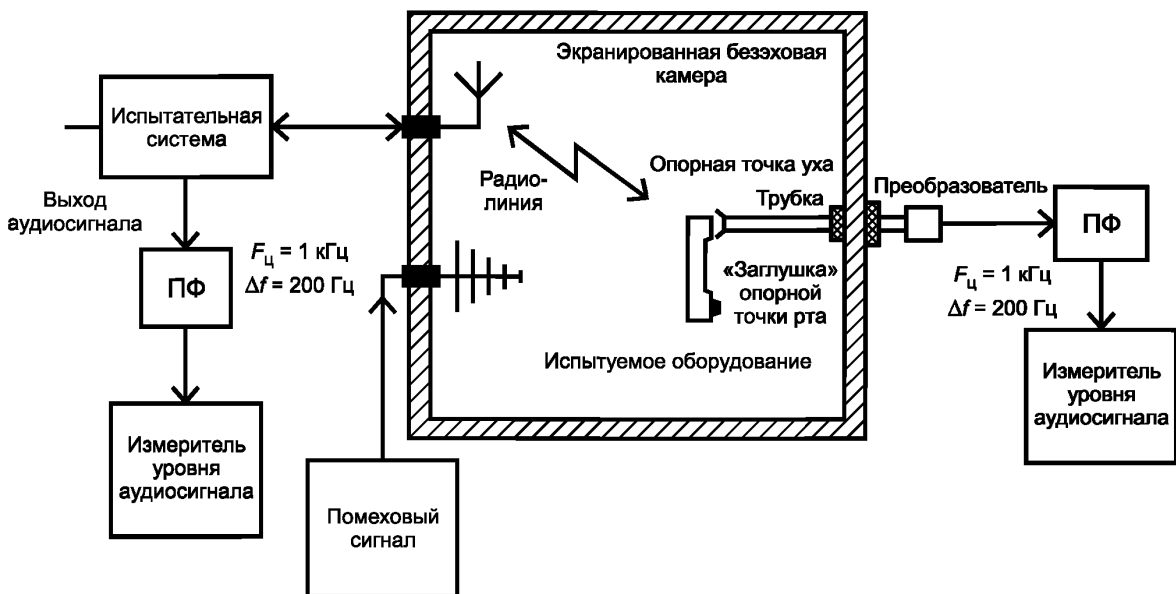 Экранированная безэховая
камера
Испытательная
система
Радио-
линия
Опорная точка уха
Трубка
Преобразователь
ПФ
Выход
аудиосигнала
ПФ
Fц = 1 кГц
Δf = 200 Гц
«Заглушка»
опорной
точки рта
Fц = 1 кГц
Δf = 200 Гц
Испытуемое оборудование
Измеритель
уровня
аудиосигнала
Измеритель
уровня
аудиосигнала
Помеховый
сигнал